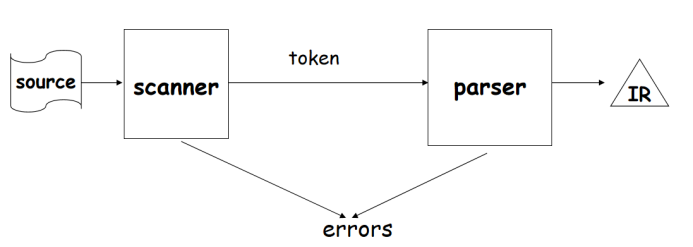 token
source
scanner
parser
IR
errors